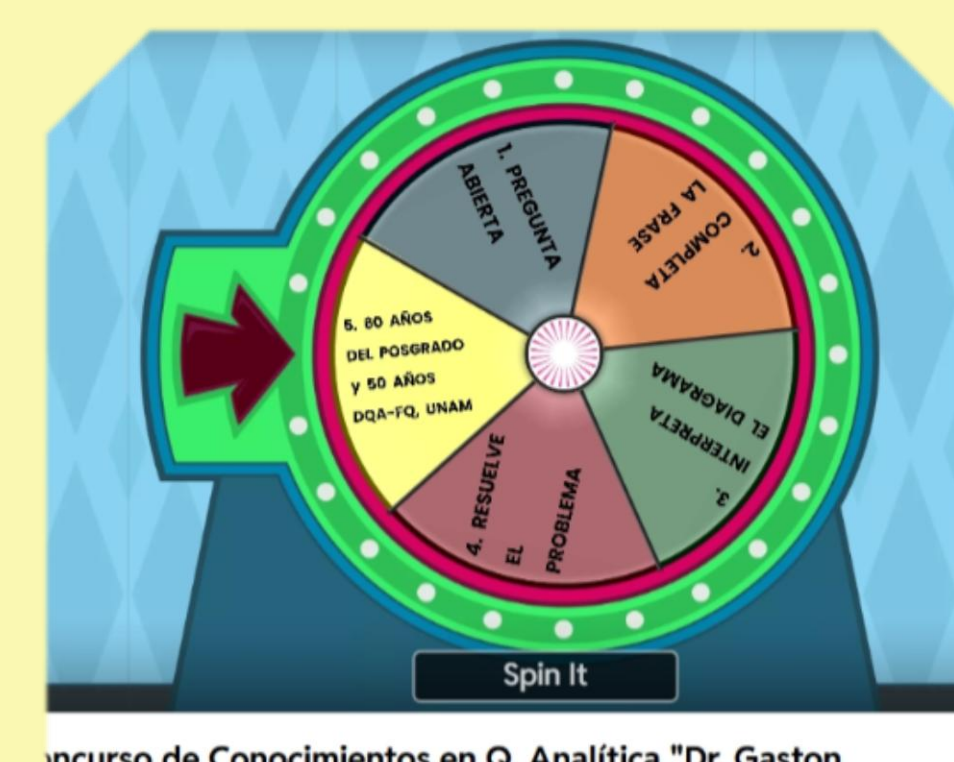 1. PREGUNTA
ABIERTA
2.
COMPLETA
LA FRASE
3.
INTERPRETA
EL DIAGRAMA
4. RESUELVE
EL
PROBLEMA
5. 80 AÑOS
DEL POSGRADO
y 50 AÑOS
DQA-FQ, UNAM
Spin It
de Conocimientos en Q. Analítica "Dr. Gaston